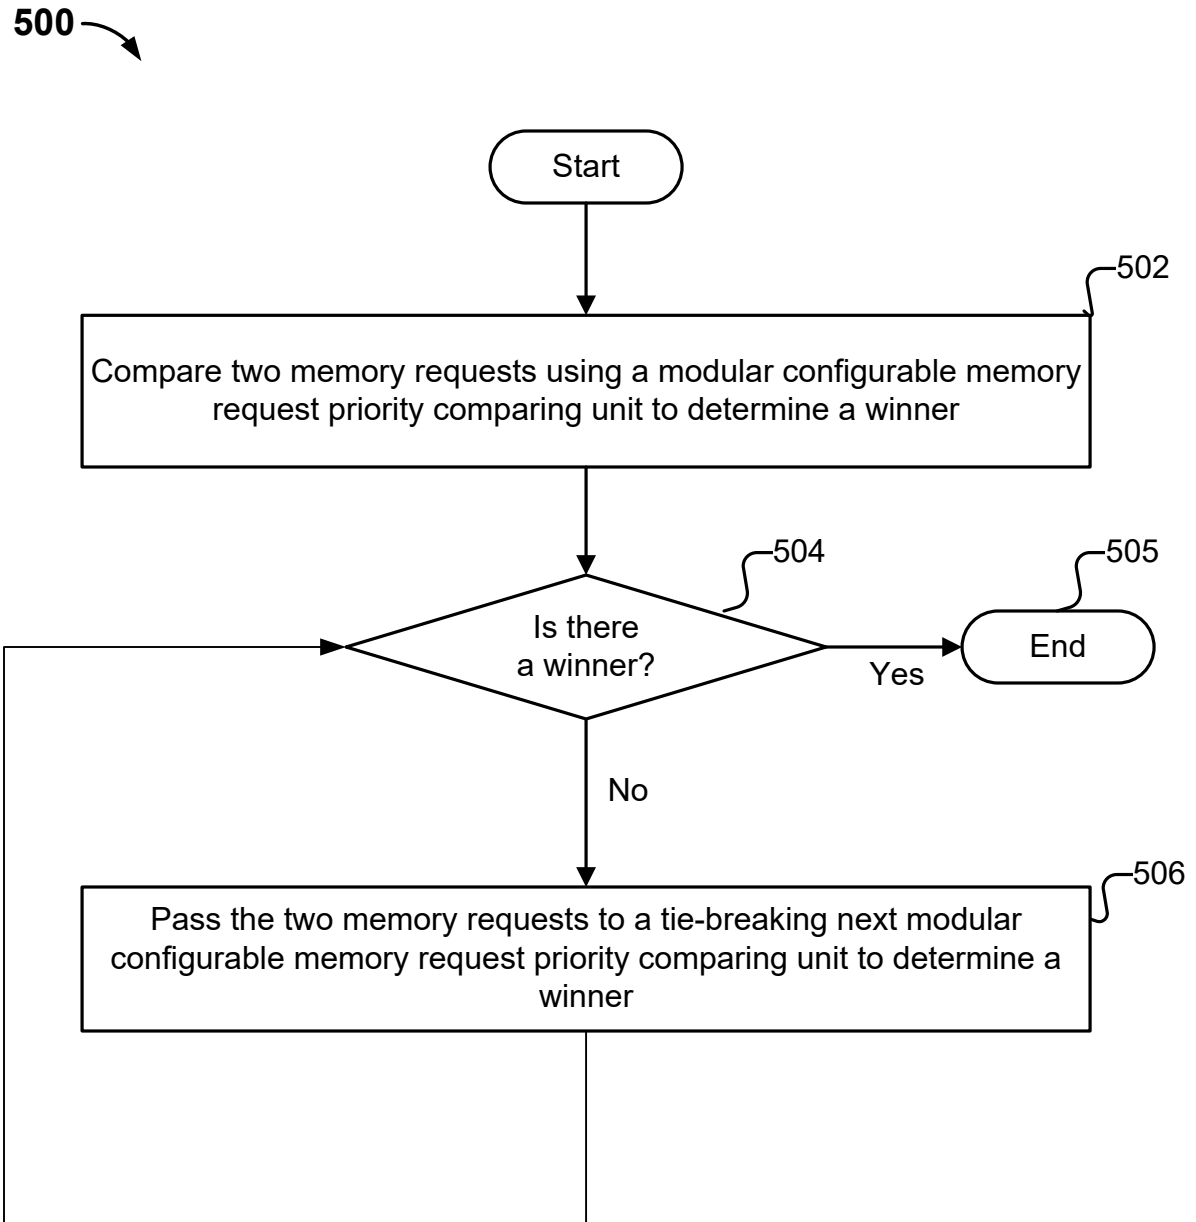 500
Start
502
Compare two memory requests using a modular configurable memory
request priority comparing unit to determine a winner
504
505
Is there
a winner?
End
Yes
No
506
Pass the two memory requests to a tie-breaking next modular
configurable memory request priority comparing unit to determine a
winner